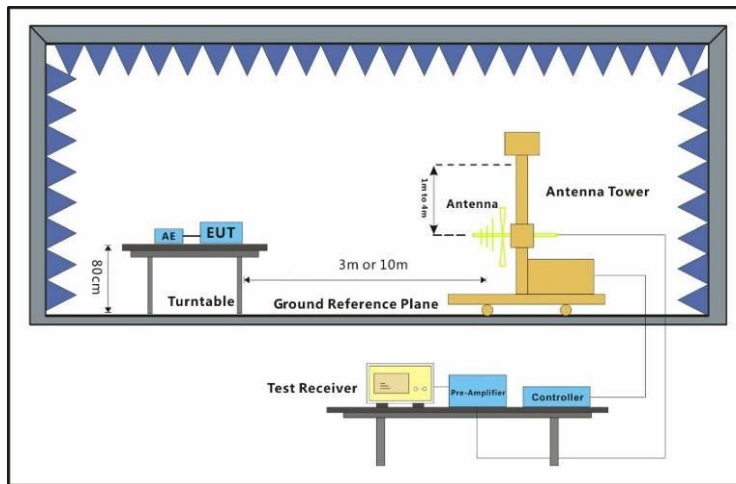 1m to 4m
Antenna
Antenna Tower
AE
EUT
80cm
3m or 10m
Turntable
Ground Reference Plane
Test Receiver
Pre-Amplifier
Controller